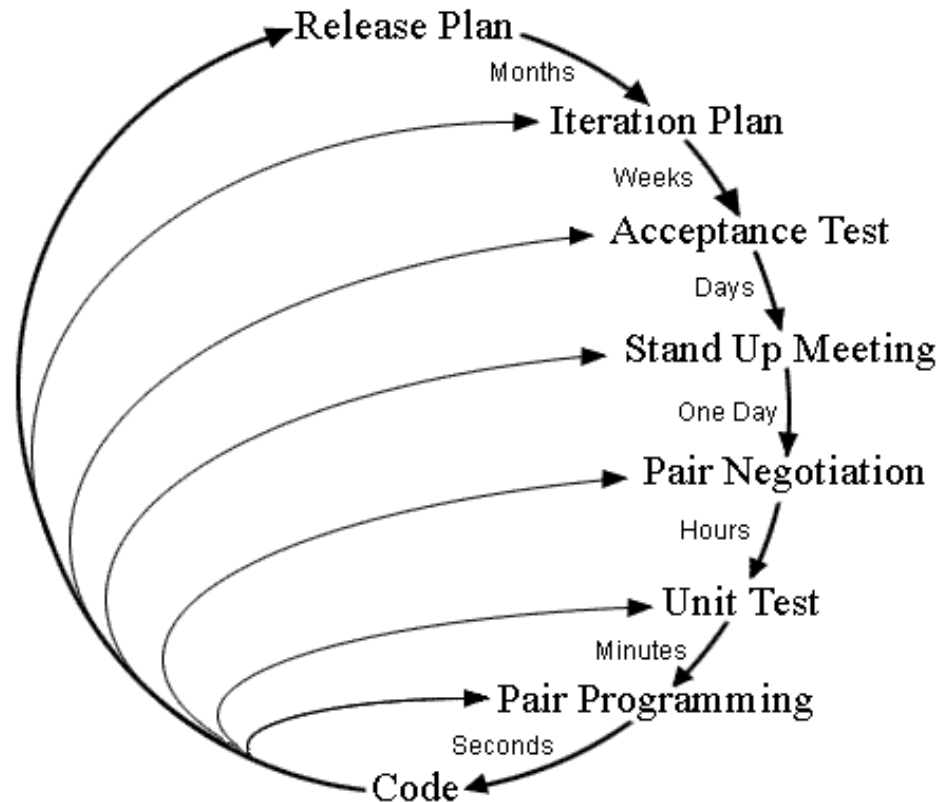 Release Plan
Months
Iteration Plan
Weeks
Acceptance Test
Days
Stand Up Meeting
One Day
Pair Negotiation
Hours
Unit Test
Minutes
Pair Programming
Seconds
Code